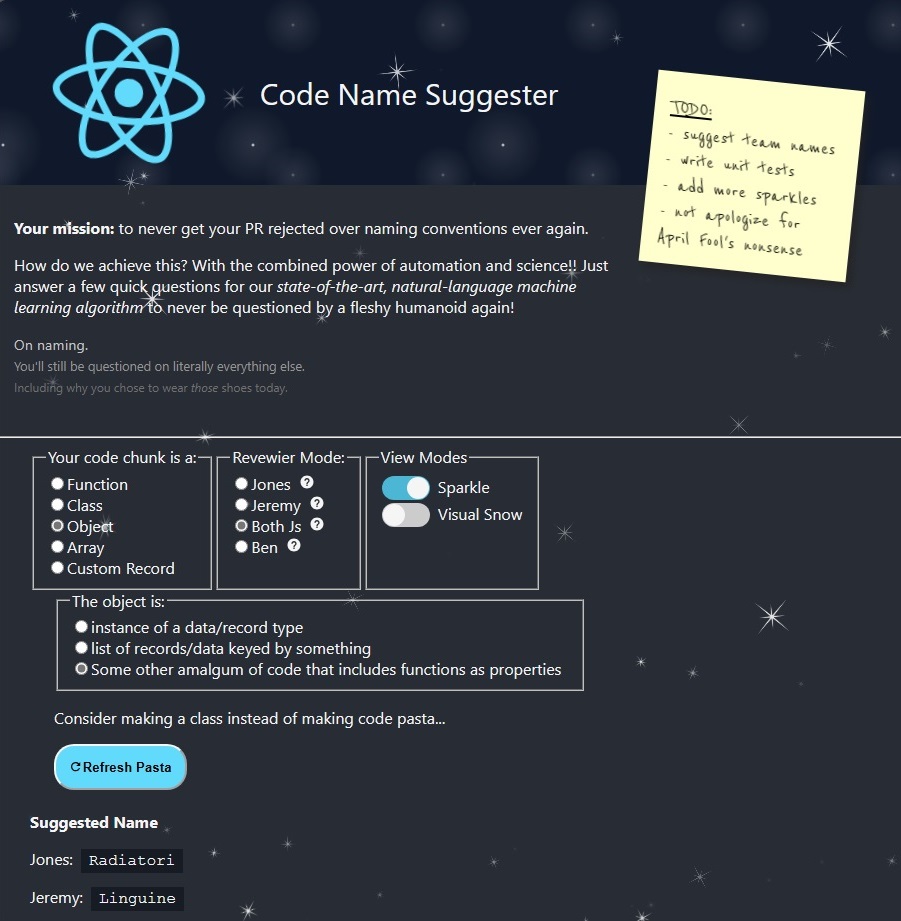 Code Name Suggester
TODO:
- suggest team names
- write unit tests
- add more sparkles
- not apologize for
April Fool's nonsense
Your mission: to never get your PR rejected over naming conventions ever again.
How do we achieve this? With the combined power of automation and science!! Just
answer a few quick questions for our state-of-the-art, natural-language machine
learning algorithm to never be questioned by a fleshy humanoid again!
On naming.
You'll still be questioned on literally everything else.
Including why you chose to wear those shoes today.
Your code chunk is a:
Function
Class
Object
Array
Custom Record
Revewier Mode:
Jones ?
Jeremy ?
Both Js ?
Ben ?
View Modes
Sparkle
Visual Snow
The object is:
instance of a data/record type
list of records/data keyed by something
Some other amalgum of code that includes functions as properties
Consider making a class instead of making code pasta...
Refresh Pasta
Suggested Name
Jones: Radiatori
Jeremy: Linguine